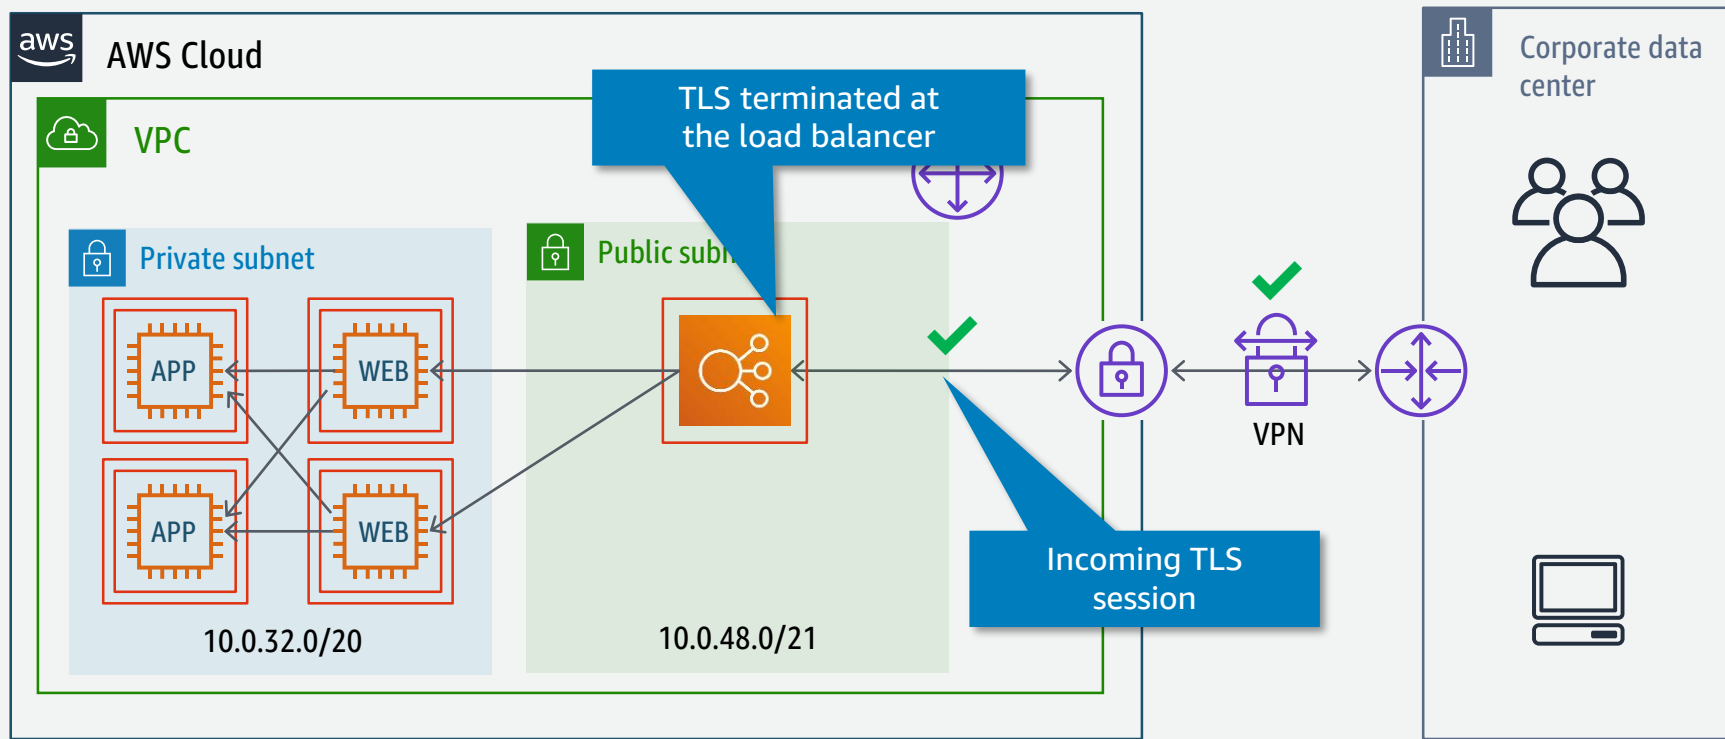 aws
AWS Cloud
Corporate data
center
TLS terminated at
the load balancer
VPC
Private subnet
Public
APP
WEB
VPN
APP
WEB
Incoming TLS
session
10.0.32.0/20
10.0.48.0/21